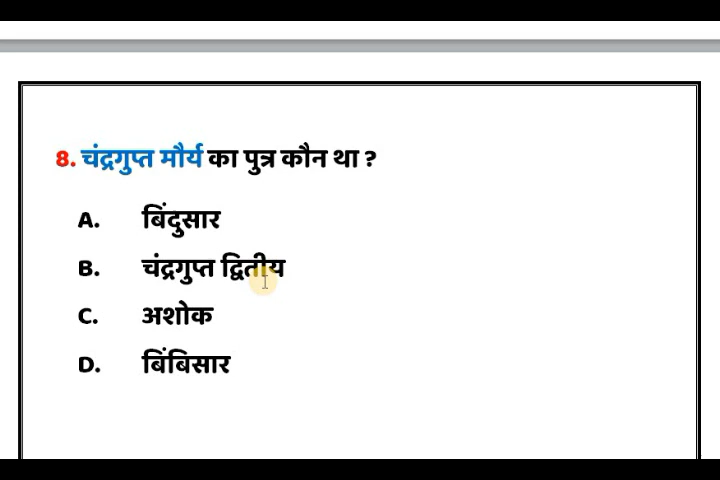 8. चंद्रगुप्त मौर्य का पुत्र कौन था ?
A. बिंदुसार
B. चंद्रगुप्त द्वितीय
C. अशोक
D. बिंबिसार